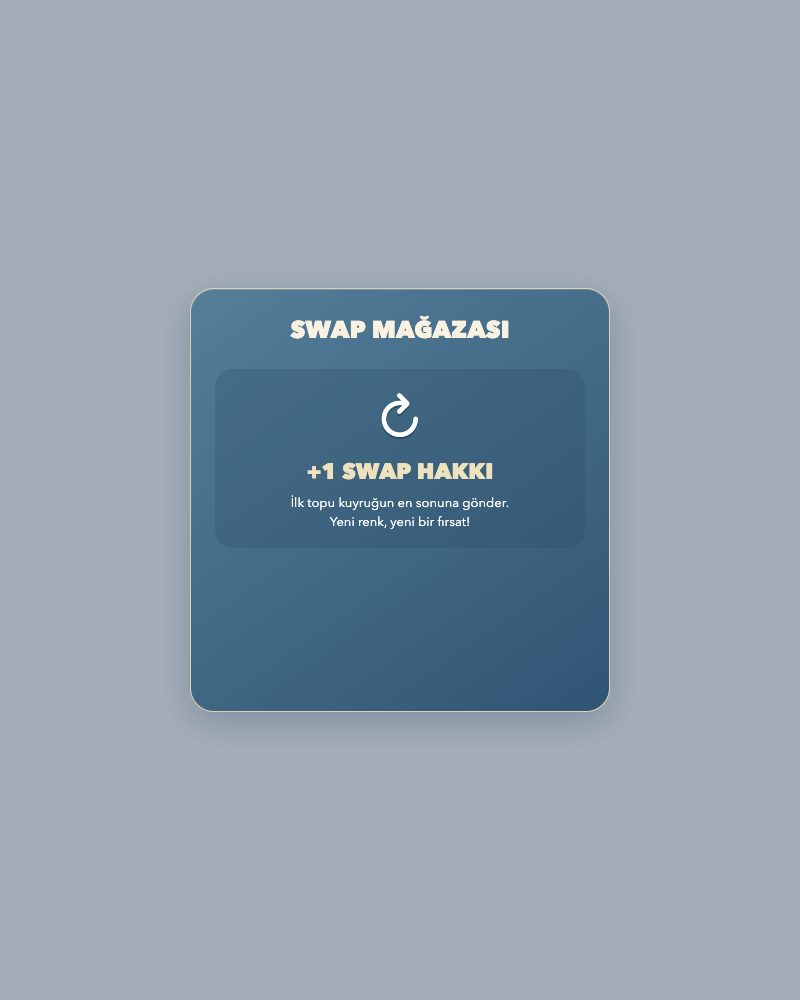 SWAP MAĞAZASI
+1 SWAP HAKKI
İlk topu kuyruğun en sonuna gönder.
Yeni renk, yeni bir fırsat!